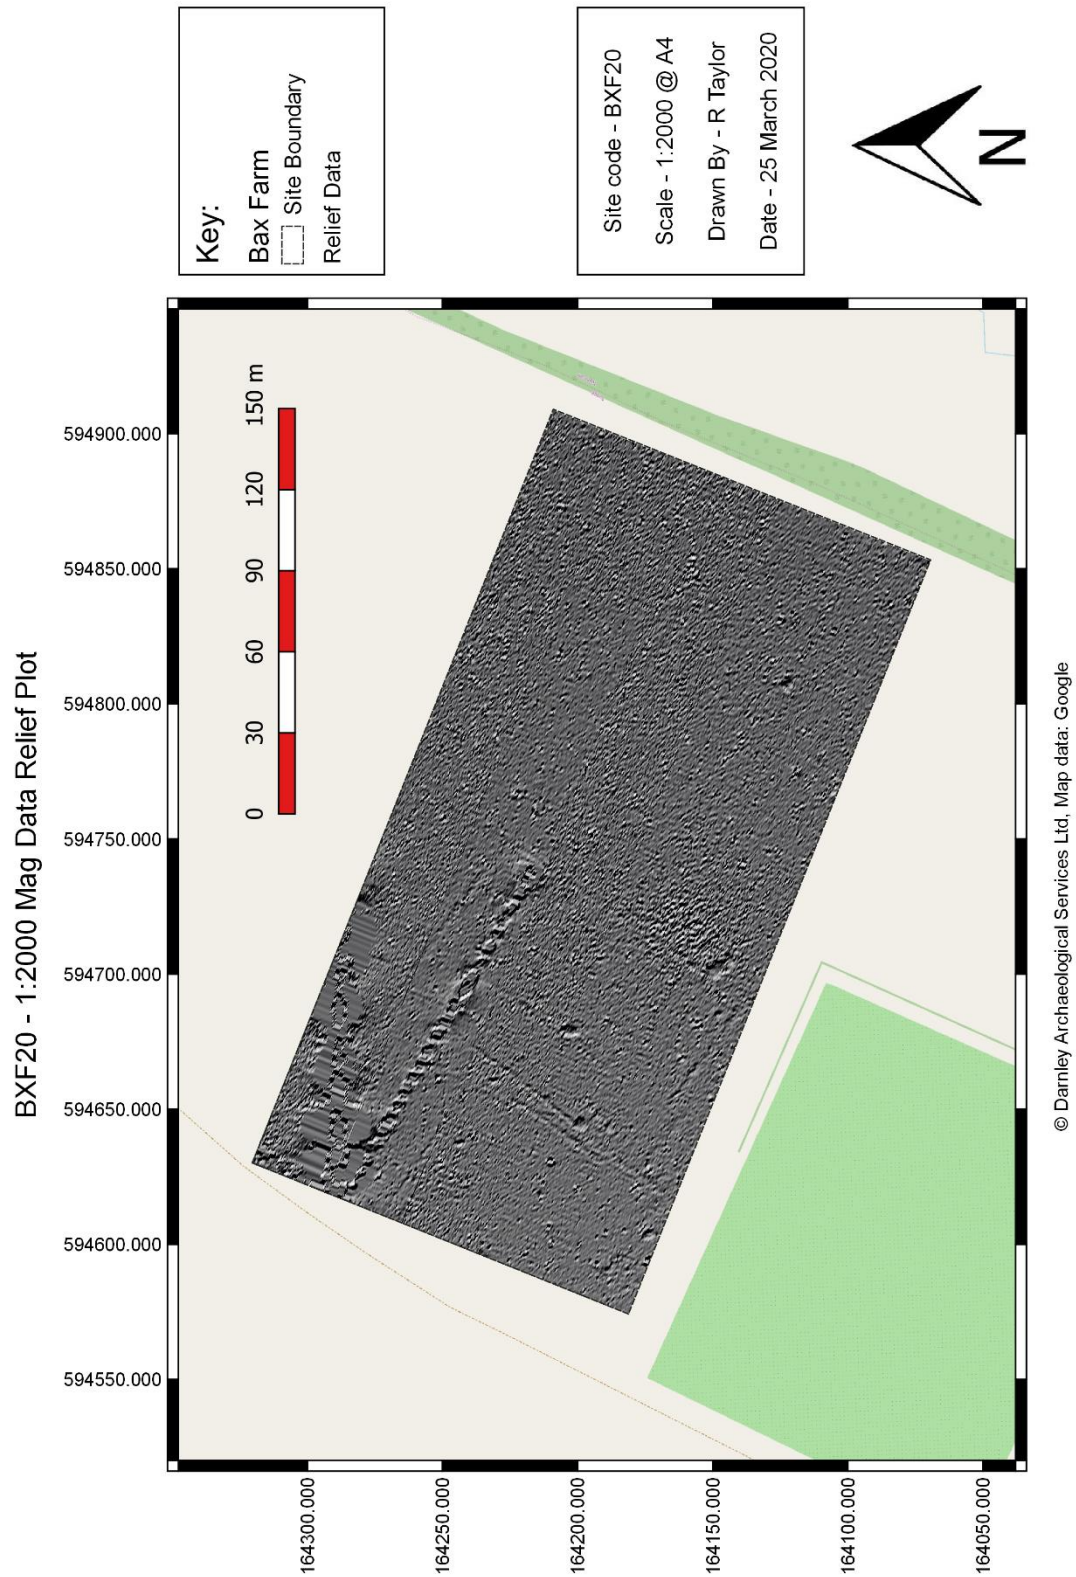 BXF20 - 1:2000 Mag Data Relief Plot
Key:
Bax Farm
Site Boundary
Relief Data
Site code - BXF20
Scale - 1:2000 @ A4
Drawn By - R Taylor
Date - 25 March 2020
N
0 30 60 90 120 150 m
594550.000 594600.000 594650.000 594700.000 594750.000 594800.000 594850.000 594900.000
164300.000
164250.000
164200.000
164150.000
164100.000
164050.000
© Darnley Archaeological Services Ltd, Map data: Google